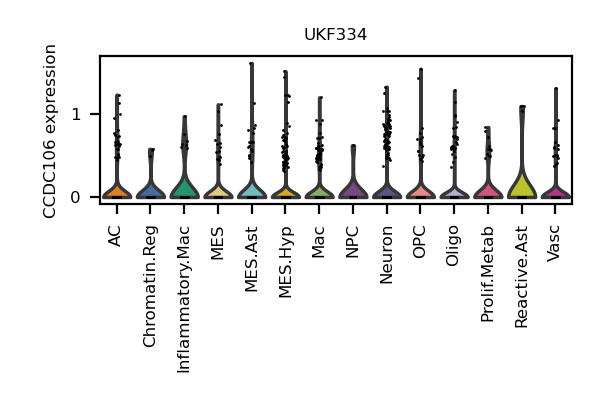 UKF334
CCDC106 expression
1
0
AC
Chromatin.Reg
Inflammatory.Mac
MES
MES.Ast
MES.Hyp
Mac
NPC
Neuron
OPC
Oligo
Prolif.Metab
Reactive.Ast
Vasc